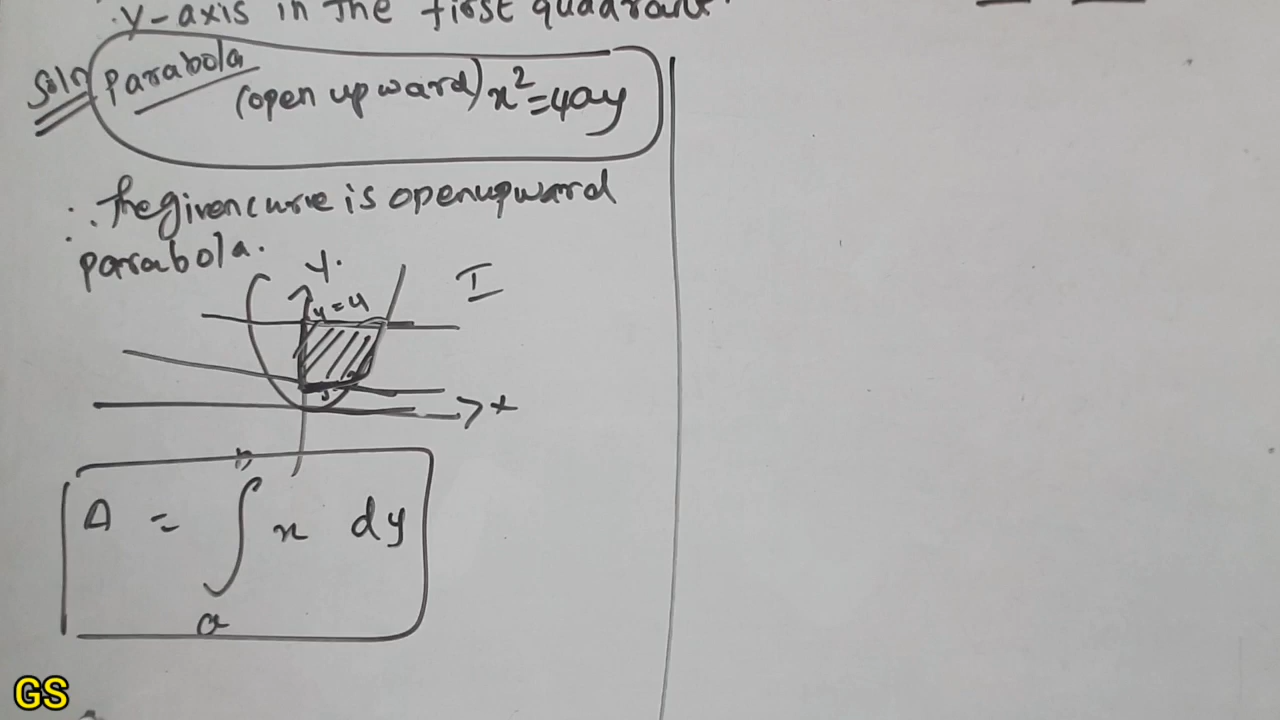 y-axis in the first quadrant.
Soln
Parabola
(open upward) x²=4ay
∴ The given curve is open upward
parabola.
Y
I
y=4
x
b
A = ∫ x dy
a
GS